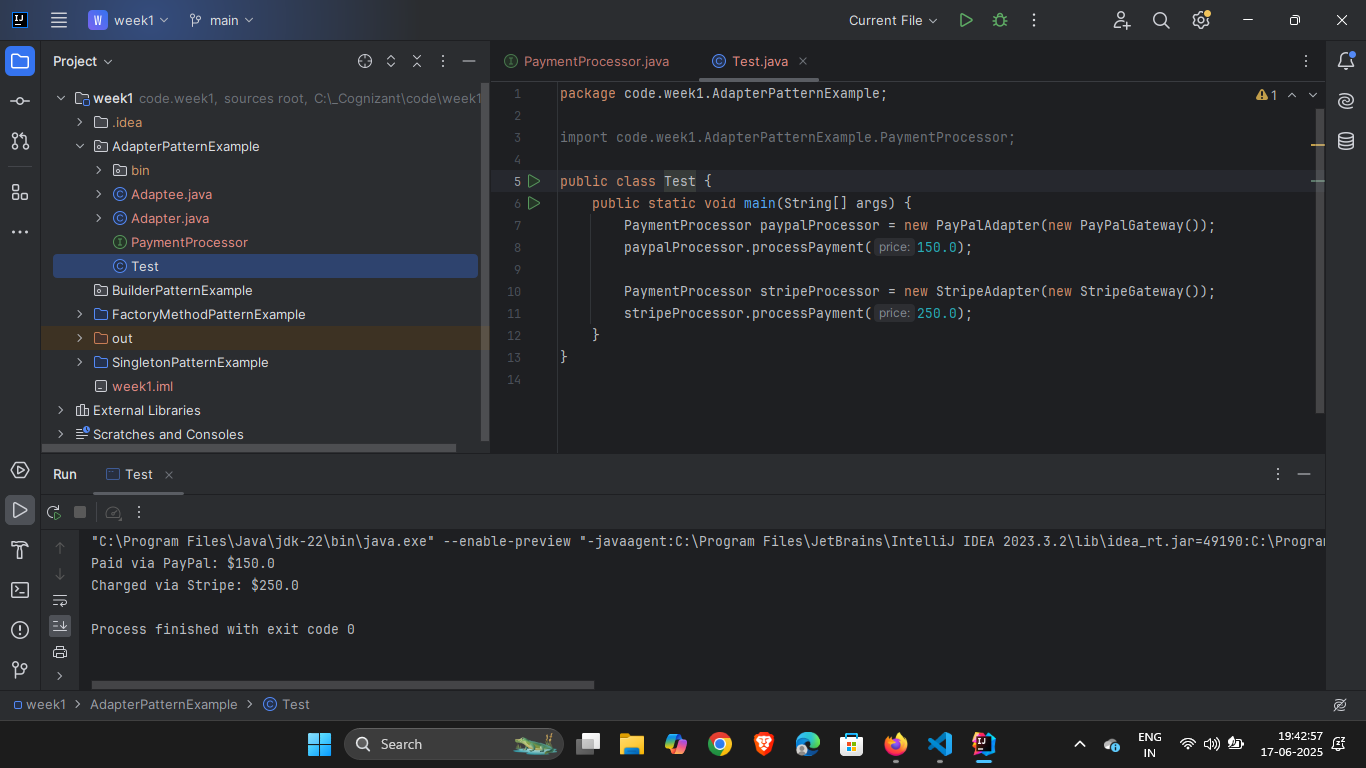 W week1 main Current File
Project
week1 code.week1, sources root, C:\_Cognizant\code\week1
.idea
AdapterPatternExample
bin
Adaptee.java
Adapter.java
PaymentProcessor
Test
BuilderPatternExample
FactoryMethodPatternExample
out
SingletonPatternExample
week1.iml
External Libraries
Scratches and Consoles
PaymentProcessor.java Test.java
1
1 package code.week1.AdapterPatternExample;
2
3 import code.week1.AdapterPatternExample.PaymentProcessor;
4
5 public class Test {
6 public static void main(String[] args) {
7 PaymentProcessor paypalProcessor = new PayPalAdapter(new PayPalGateway());
8 paypalProcessor.processPayment( price: 150.0);
9
10 PaymentProcessor stripeProcessor = new StripeAdapter(new StripeGateway());
11 stripeProcessor.processPayment( price: 250.0);
12 }
13 }
14
Run Test
"C:\Program Files\Java\jdk-22\bin\java.exe" --enable-preview "-javaagent:C:\Program Files\JetBrains\IntelliJ IDEA 2023.3.2\lib\idea_rt.jar=49190:C:\Program
Paid via PayPal: $150.0
Charged via Stripe: $250.0
Process finished with exit code 0
week1 AdapterPatternExample Test
Search
ENG
IN
19:42:57
17-06-2025